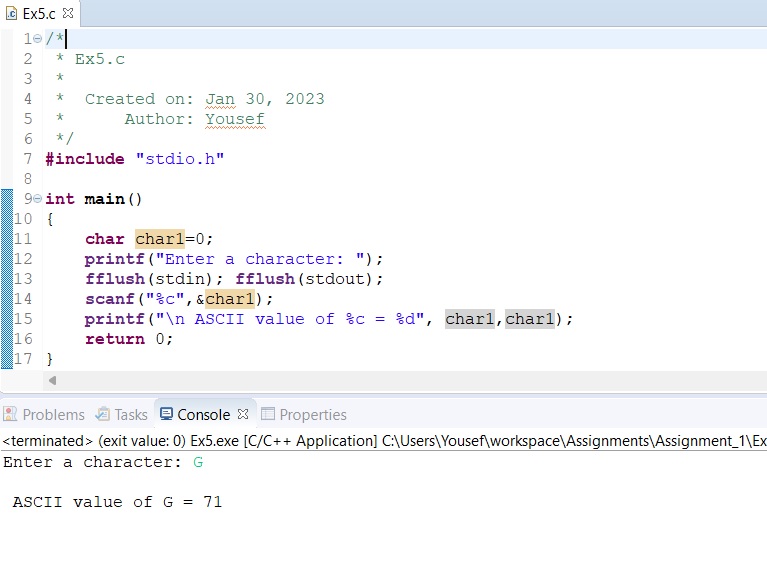 Ex5.c
1 /*
2  * Ex5.c
3  *
4  *  Created on: Jan 30, 2023
5  *      Author: Yousef
6  */
7 #include "stdio.h"
8
9 int main()
10 {
11     char char1=0;
12     printf("Enter a character: ");
13     fflush(stdin); fflush(stdout);
14     scanf("%c",&char1);
15     printf("\n ASCII value of %c = %d", char1,char1);
16     return 0;
17 }
Problems Tasks Console Properties
<terminated> (exit value: 0) Ex5.exe [C/C++ Application] C:\Users\Yousef\workspace\Assignments\Assignment_1\Ex
Enter a character: G
 ASCII value of G = 71